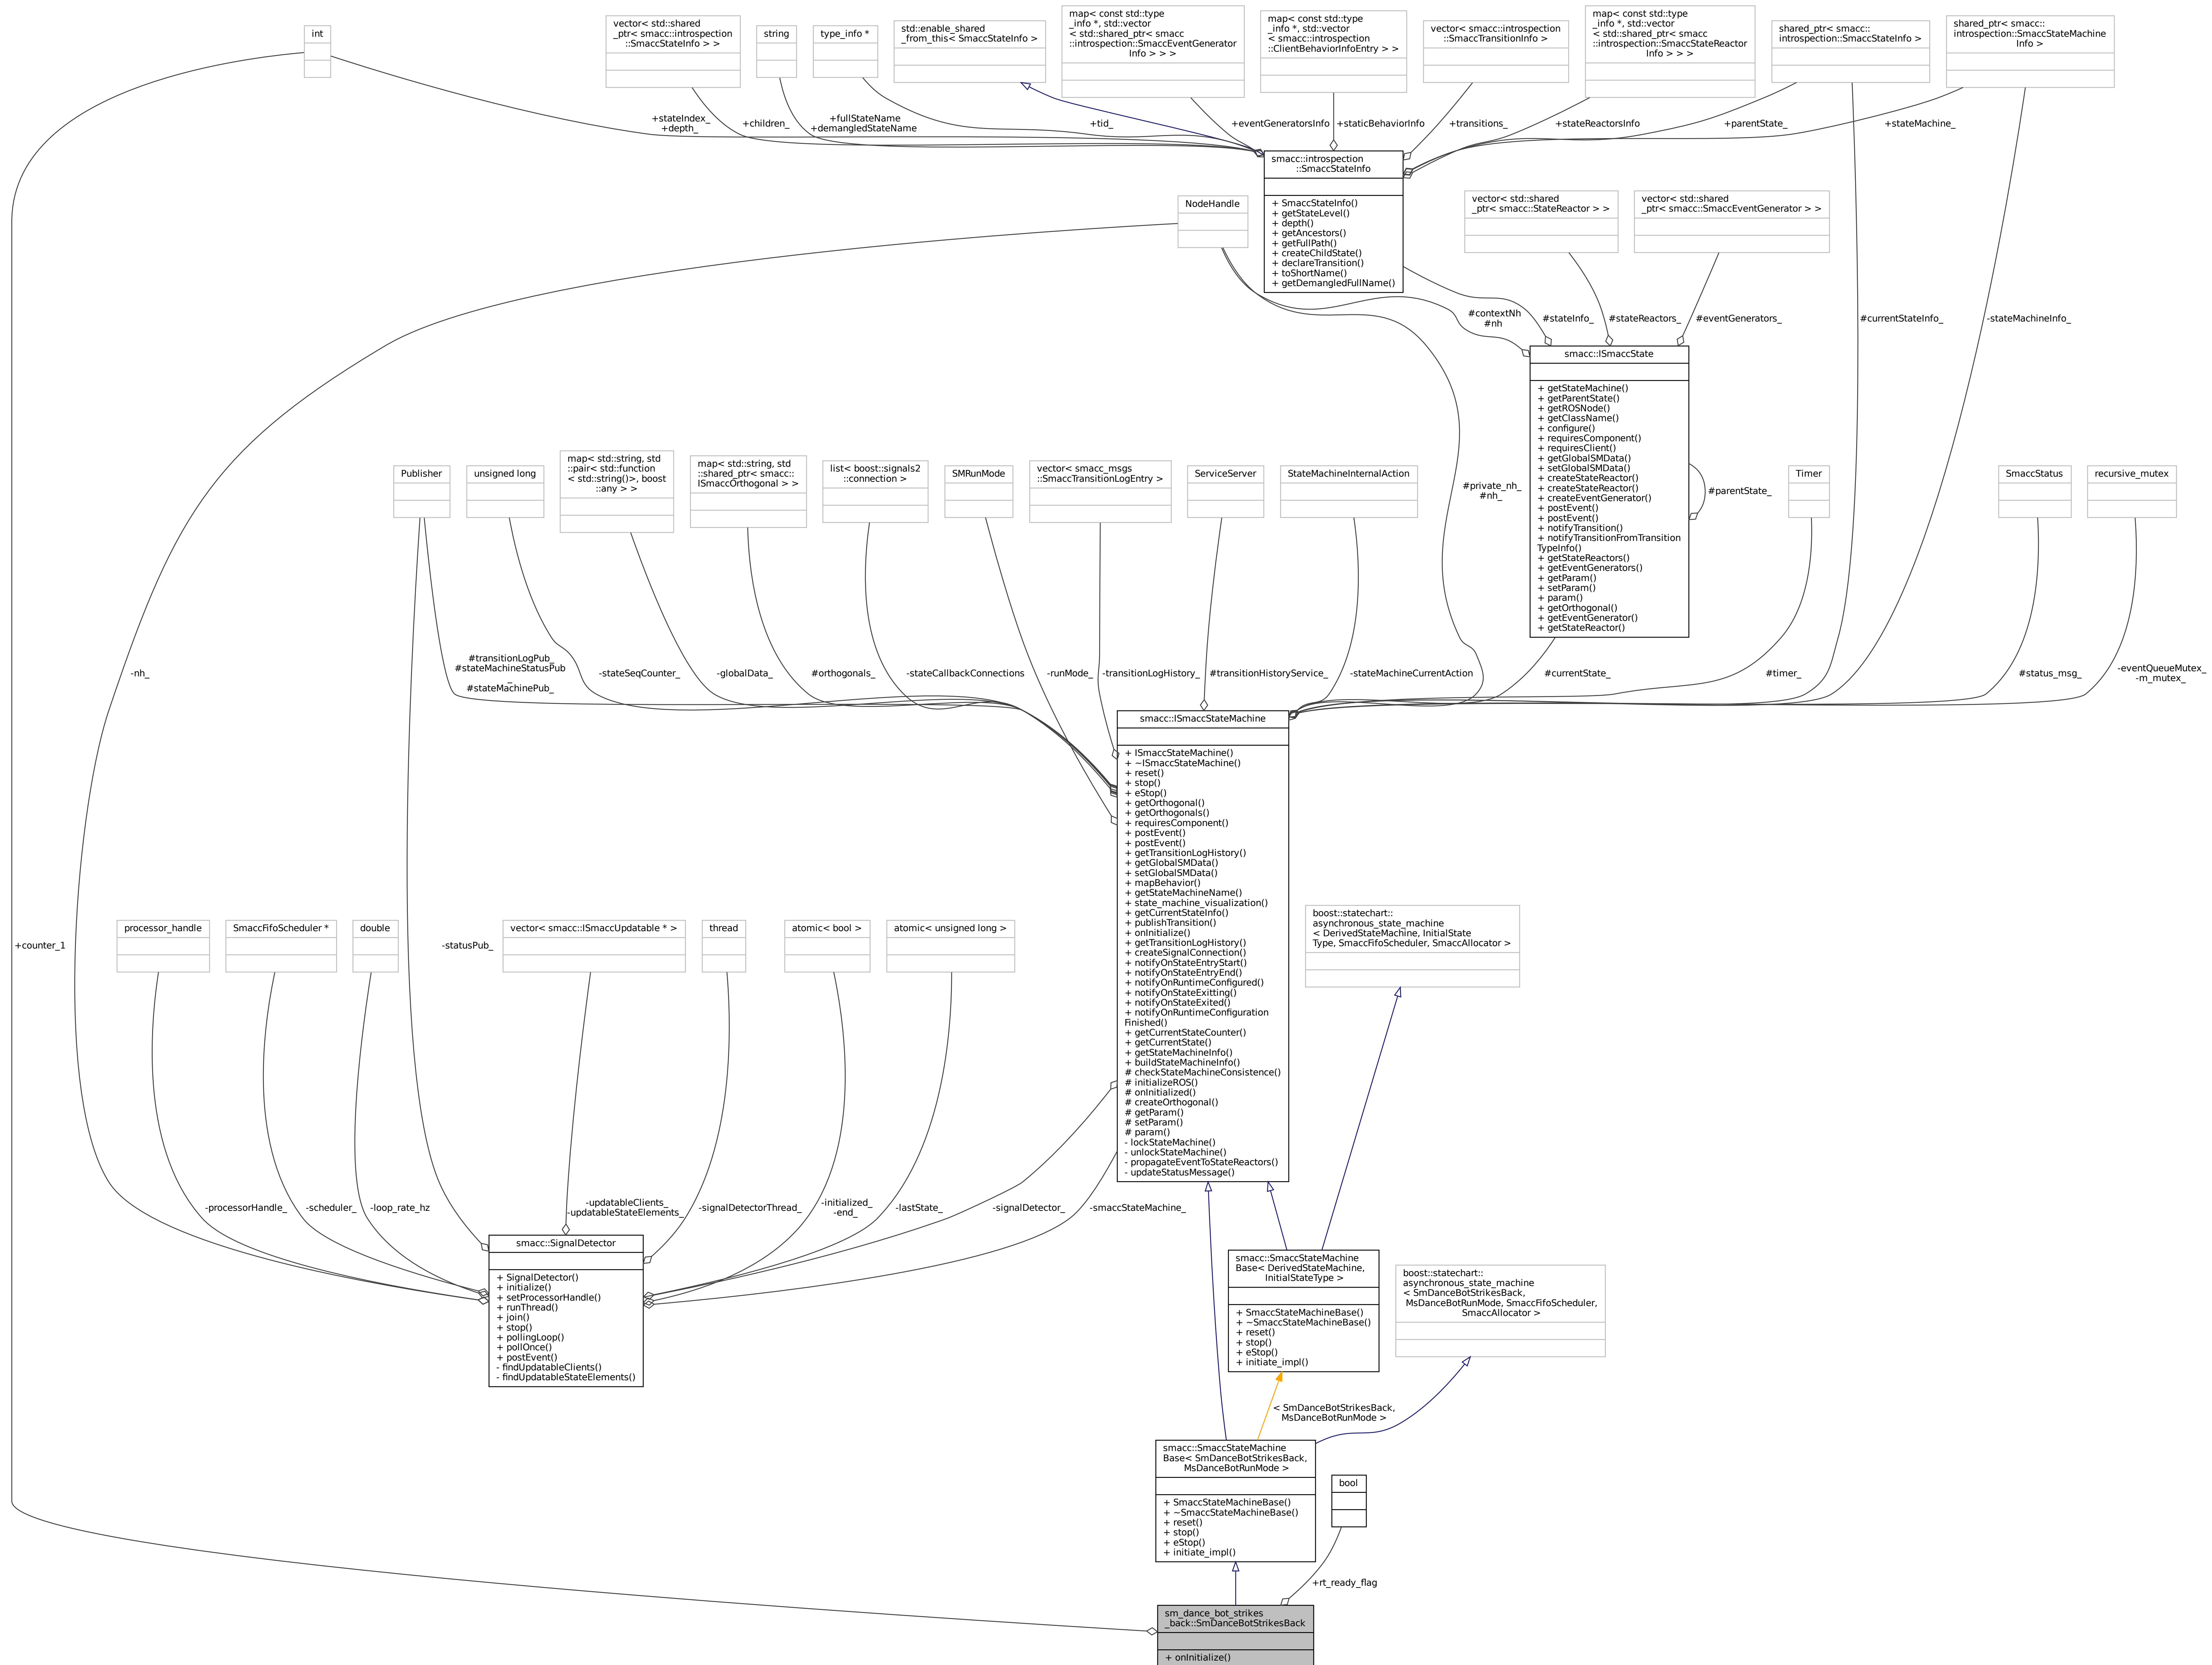 int
vector< std::shared
_ptr< smacc::introspection
::SmaccStateInfo > >
string
type_info *
std::enable_shared
_from_this< SmaccStateInfo >
map< const std::type
_info *, std::vector
< std::shared_ptr< smacc
::introspection::SmaccEventGenerator
Info > > >
map< const std::type
_info *, std::vector
< smacc::introspection
::ClientBehaviorInfoEntry > >
vector< smacc::introspection
::SmaccTransitionInfo >
map< const std::type
_info *, std::vector
< std::shared_ptr< smacc
::introspection::SmaccStateReactor
Info > > >
shared_ptr< smacc::
introspection::SmaccStateInfo >
shared_ptr< smacc::
introspection::SmaccStateMachine
Info >
+stateIndex_
+depth_
+children_
+fullStateName
+demangledStateName
+tid_
+eventGeneratorsInfo
+staticBehaviorInfo
+transitions_
+stateReactorsInfo
+parentState_
+stateMachine_
smacc::introspection
::SmaccStateInfo
+ SmaccStateInfo()
+ getStateLevel()
+ depth()
+ getAncestors()
+ getFullPath()
+ createChildState()
+ declareTransition()
+ toShortName()
+ getDemangledFullName()
NodeHandle
vector< std::shared
_ptr< smacc::StateReactor > >
vector< std::shared
_ptr< smacc::SmaccEventGenerator > >
#contextNh
#nh
#stateInfo_
#stateReactors_
#eventGenerators_
#currentStateInfo_
-stateMachineInfo_
smacc::ISmaccState
+ getStateMachine()
+ getParentState()
+ getROSNode()
+ getClassName()
+ configure()
+ requiresComponent()
+ requiresClient()
+ getGlobalSMData()
+ setGlobalSMData()
+ createStateReactor()
+ createStateReactor()
+ createEventGenerator()
+ postEvent()
+ postEvent()
+ notifyTransition()
+ notifyTransitionFromTransition
TypeInfo()
+ getStateReactors()
+ getEventGenerators()
+ getParam()
+ setParam()
+ param()
+ getOrthogonal()
+ getEventGenerator()
+ getStateReactor()
#parentState_
Publisher
unsigned long
map< std::string, std
::pair< std::function
< std::string()>, boost
::any > >
map< std::string, std
::shared_ptr< smacc::
ISmaccOrthogonal > >
list< boost::signals2
::connection >
SMRunMode
vector< smacc_msgs
::SmaccTransitionLogEntry >
ServiceServer
StateMachineInternalAction
#private_nh_
#nh_
Timer
SmaccStatus
recursive_mutex
-nh_
#transitionLogPub_
#stateMachineStatusPub
_
#stateMachinePub_
-stateSeqCounter_
-globalData_
#orthogonals_
-stateCallbackConnections
-runMode_
-transitionLogHistory_
#transitionHistoryService_
-stateMachineCurrentAction
#currentState_
#timer_
#status_msg_
-eventQueueMutex_
-m_mutex_
smacc::ISmaccStateMachine
+ ISmaccStateMachine()
+ ~ISmaccStateMachine()
+ reset()
+ stop()
+ eStop()
+ getOrthogonal()
+ getOrthogonals()
+ requiresComponent()
+ postEvent()
+ postEvent()
+ getTransitionLogHistory()
+ getGlobalSMData()
+ setGlobalSMData()
+ mapBehavior()
+ getStateMachineName()
+ state_machine_visualization()
+ getCurrentStateInfo()
+ publishTransition()
+ onInitialize()
+ getTransitionLogHistory()
+ createSignalConnection()
+ notifyOnStateEntryStart()
+ notifyOnStateEntryEnd()
+ notifyOnRuntimeConfigured()
+ notifyOnStateExitting()
+ notifyOnStateExited()
+ notifyOnRuntimeConfiguration
Finished()
+ getCurrentStateCounter()
+ getCurrentState()
+ getStateMachineInfo()
+ buildStateMachineInfo()
# checkStateMachineConsistence()
# initializeROS()
# onInitialized()
# createOrthogonal()
# getParam()
# setParam()
# param()
- lockStateMachine()
- unlockStateMachine()
- propagateEventToStateReactors()
- updateStatusMessage()
processor_handle
SmaccFifoScheduler *
double
vector< smacc::ISmaccUpdatable * >
thread
atomic< bool >
atomic< unsigned long >
boost::statechart::
asynchronous_state_machine
< DerivedStateMachine, InitialState
Type, SmaccFifoScheduler, SmaccAllocator >
+counter_1
-statusPub_
-processorHandle_
-scheduler_
-loop_rate_hz
-updatableClients_
-updatableStateElements_
-signalDetectorThread_
-initialized_
-end_
-lastState_
-signalDetector_
-smaccStateMachine_
smacc::SignalDetector
+ SignalDetector()
+ initialize()
+ setProcessorHandle()
+ runThread()
+ join()
+ stop()
+ pollingLoop()
+ pollOnce()
+ postEvent()
- findUpdatableClients()
- findUpdatableStateElements()
smacc::SmaccStateMachine
Base< DerivedStateMachine,
InitialStateType >
+ SmaccStateMachineBase()
+ ~SmaccStateMachineBase()
+ reset()
+ stop()
+ eStop()
+ initiate_impl()
boost::statechart::
asynchronous_state_machine
< SmDanceBotStrikesBack,
MsDanceBotRunMode, SmaccFifoScheduler,
SmaccAllocator >
< SmDanceBotStrikesBack,
MsDanceBotRunMode >
smacc::SmaccStateMachine
Base< SmDanceBotStrikesBack,
MsDanceBotRunMode >
+ SmaccStateMachineBase()
+ ~SmaccStateMachineBase()
+ reset()
+ stop()
+ eStop()
+ initiate_impl()
bool
+rt_ready_flag
sm_dance_bot_strikes
_back::SmDanceBotStrikesBack
+ onInitialize()